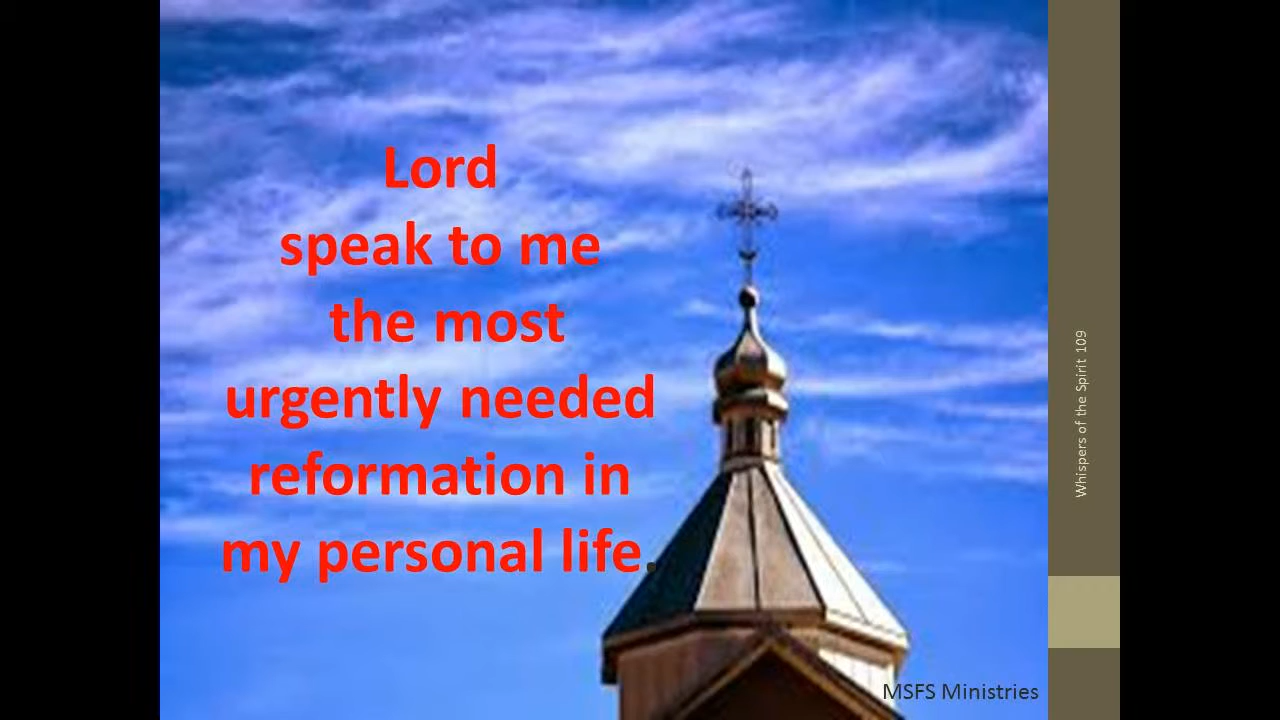 Lord
speak to me
the most
urgently needed
reformation in
my personal life.
Whispers of the Spirit 109
MSFS Ministries